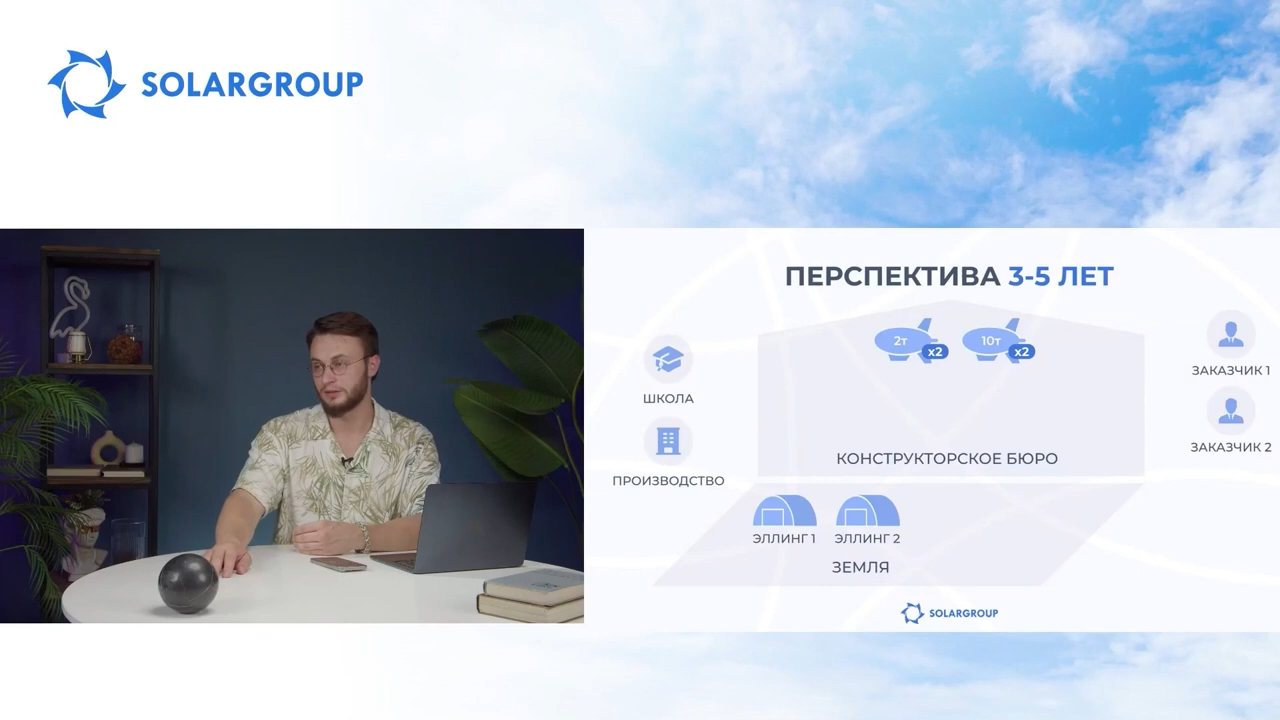 SOLARGROUP
ПЕРСПЕКТИВА 3-5 ЛЕТ
2т
x2
10т
x2
ШКОЛА
ПРОИЗВОДСТВО
ЗАКАЗЧИК 1
ЗАКАЗЧИК 2
КОНСТРУКТОРСКОЕ БЮРО
ЭЛЛИНГ 1
ЭЛЛИНГ 2
ЗЕМЛЯ
SOLARGROUP